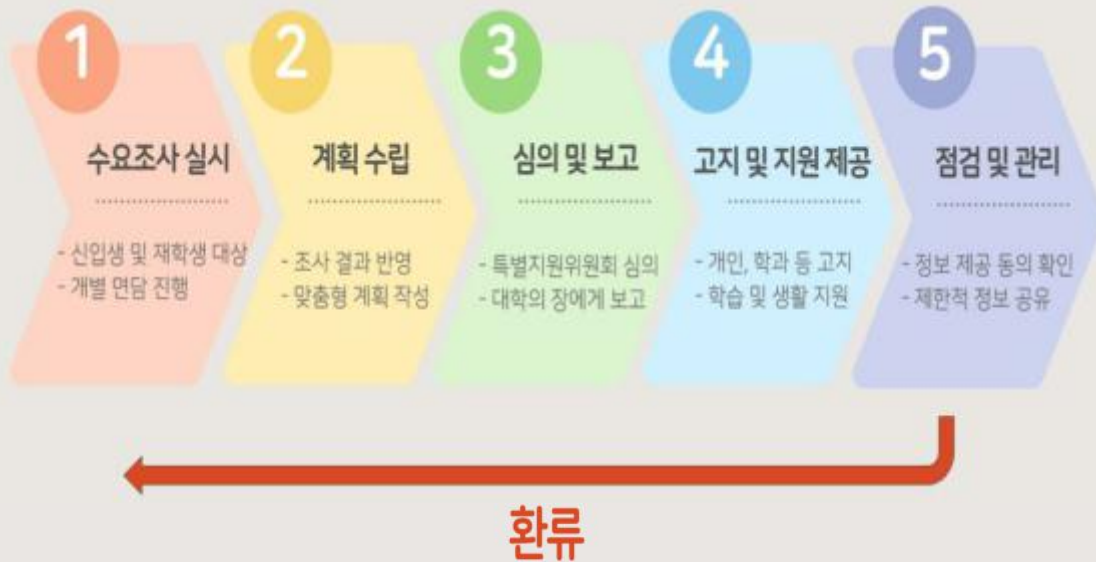 1
수요조사 실시
- 신입생 및 재학생 대상
- 개별 면담 진행
2
계획 수립
- 조사 결과 반영
- 맞춤형 계획 작성
3
심의 및 보고
- 특별지원위원회 심의
- 대학의 장에게 보고
4
고지 및 지원 제공
- 개인, 학과 등 고지
- 학습 및 생활 지원
5
점검 및 관리
- 정보 제공 동의 확인
- 제한적 정보 공유
환류